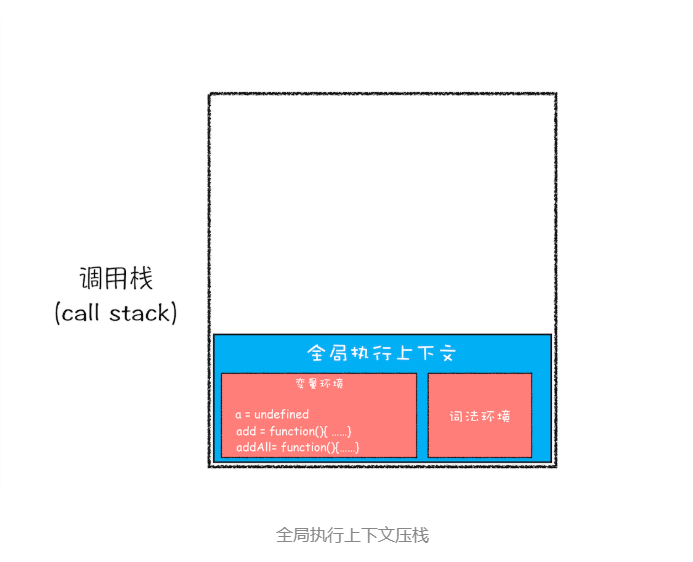 调用栈
(call stack)
全局执行上下文
变量环境
a = undefined
add = function(){ ......}
addAll= function(){......}
词法环境
全局执行上下文压栈